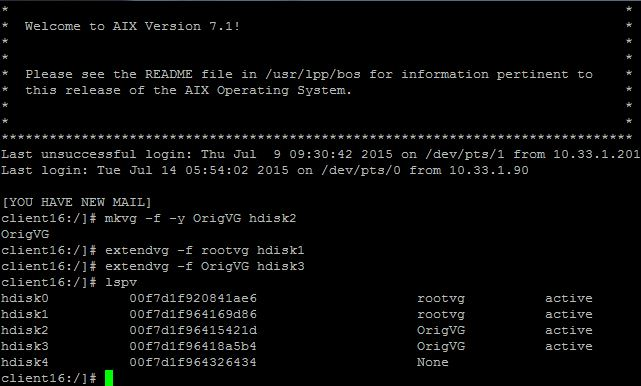 *                                                                             *
*  Welcome to AIX Version 7.1!                                                *
*                                                                             *
*                                                                             *
*  Please see the README file in /usr/lpp/bos for information pertinent to    *
*  this release of the AIX Operating System.                                  *
*                                                                             *
*                                                                             *
*******************************************************************************
Last unsuccessful login: Thu Jul  9 09:30:42 2015 on /dev/pts/1 from 10.33.1.201
Last login: Tue Jul 14 05:54:02 2015 on /dev/pts/0 from 10.33.1.90
[YOU HAVE NEW MAIL]
client16:/]# mkvg -f -y OrigVG hdisk2
OrigVG
client16:/]# extendvg -f rootvg hdisk1
client16:/]# extendvg -f OrigVG hdisk3
client16:/]# lspv
hdisk0          00f7d1f920841ae6                    rootvg          active
hdisk1          00f7d1f964169d86                    rootvg          active
hdisk2          00f7d1f96415421d                    OrigVG          active
hdisk3          00f7d1f96418a5b4                    OrigVG          active
hdisk4          00f7d1f964326434                    None
client16:/]#